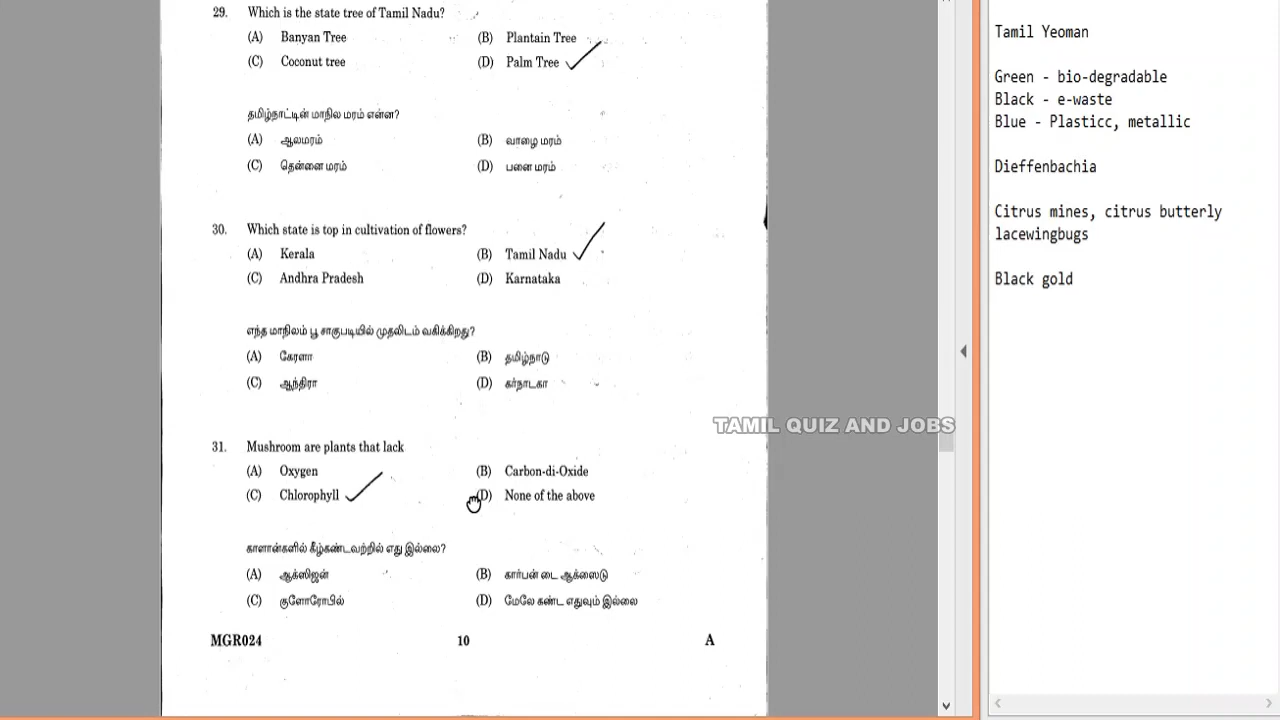 29. Which is the state tree of Tamil Nadu?
(A) Banyan Tree (B) Plantain Tree
(C) Coconut tree (D) Palm Tree
தமிழ்நாட்டின் மாநில மரம் என்ன?
(A) ஆலமரம் (B) வாழை மரம்
(C) தென்னை மரம் (D) பனை மரம்
30. Which state is top in cultivation of flowers?
(A) Kerala (B) Tamil Nadu
(C) Andhra Pradesh (D) Karnataka
எந்த மாநிலம் பூ சாகுபடியில் முதலிடம் வகிக்கிறது?
(A) கேரளா (B) தமிழ்நாடு
(C) ஆந்திரா (D) கர்நாடகா
31. Mushroom are plants that lack
(A) Oxygen (B) Carbon-di-Oxide
(C) Chlorophyll (D) None of the above
காளான்களில் கீழ்கண்டவற்றில் எது இல்லை?
(A) ஆக்ஸிஜன் (B) கார்பன் டை ஆக்ஸைடு
(C) குளோரோபில் (D) மேலே கண்ட எதுவும் இல்லை
MGR024 10 A
TAMIL QUIZ AND JOBS
Tamil Yeoman
Green - bio-degradable
Black - e-waste
Blue - Plasticc, metallic
Dieffenbachia
Citrus mines, citrus butterly
lacewingbugs
Black gold